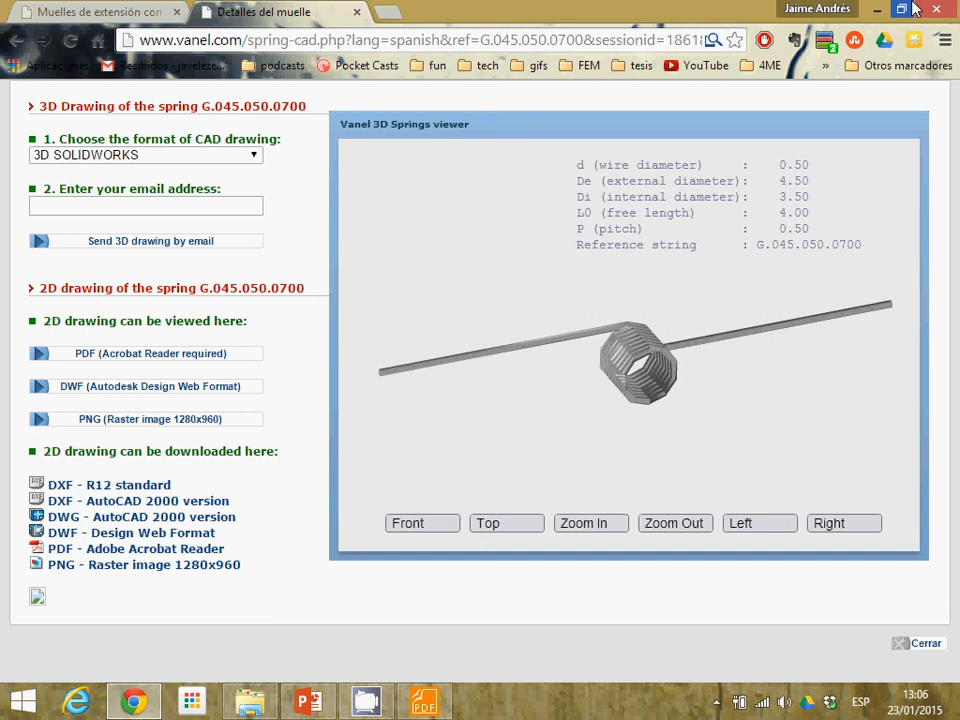 Muelles de extensión con
Detalles del muelle
Jaime Andrés
www.vanel.com/spring-cad.php?lang=spanish&ref=G.045.050.0700&sessionid=1861
Aplicaciones
Recibidos - javeleze...
podcasts
Pocket Casts
fun
tech
gifs
FEM
tesis
YouTube
4ME
»
Otros marcadores
3D Drawing of the spring G.045.050.0700
1. Choose the format of CAD drawing:
3D SOLIDWORKS
2. Enter your email address:
Send 3D drawing by email
2D drawing of the spring G.045.050.0700
2D drawing can be viewed here:
PDF (Acrobat Reader required)
DWF (Autodesk Design Web Format)
PNG (Raster image 1280x960)
2D drawing can be downloaded here:
DXF - R12 standard
DXF - AutoCAD 2000 version
DWG - AutoCAD 2000 version
DWF - Design Web Format
PDF - Adobe Acrobat Reader
PNG - Raster image 1280x960
Vanel 3D Springs viewer
d (wire diameter) : 0.50
De (external diameter): 4.50
Di (internal diameter): 3.50
L0 (free length) : 4.00
P (pitch) : 0.50
Reference string : G.045.050.0700
Front Top Zoom In Zoom Out Left Right
Cerrar
ESP
13:06
23/01/2015